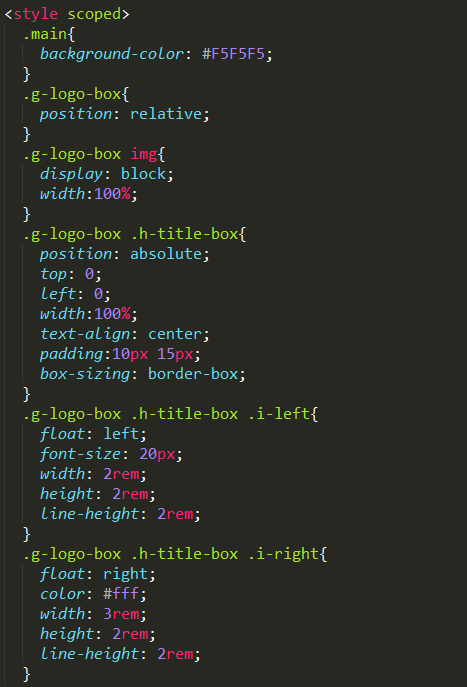 <style scoped>
.main{
background-color: #F5F5F5;
}
.g-logo-box{
position: relative;
}
.g-logo-box img{
display: block;
width:100%;
}
.g-logo-box .h-title-box{
position: absolute;
top: 0;
left: 0;
width:100%;
text-align: center;
padding:10px 15px;
box-sizing: border-box;
}
.g-logo-box .h-title-box .i-left{
float: left;
font-size: 20px;
width: 2rem;
height: 2rem;
line-height: 2rem;
}
.g-logo-box .h-title-box .i-right{
float: right;
color: #fff;
width: 3rem;
height: 2rem;
line-height: 2rem;
}